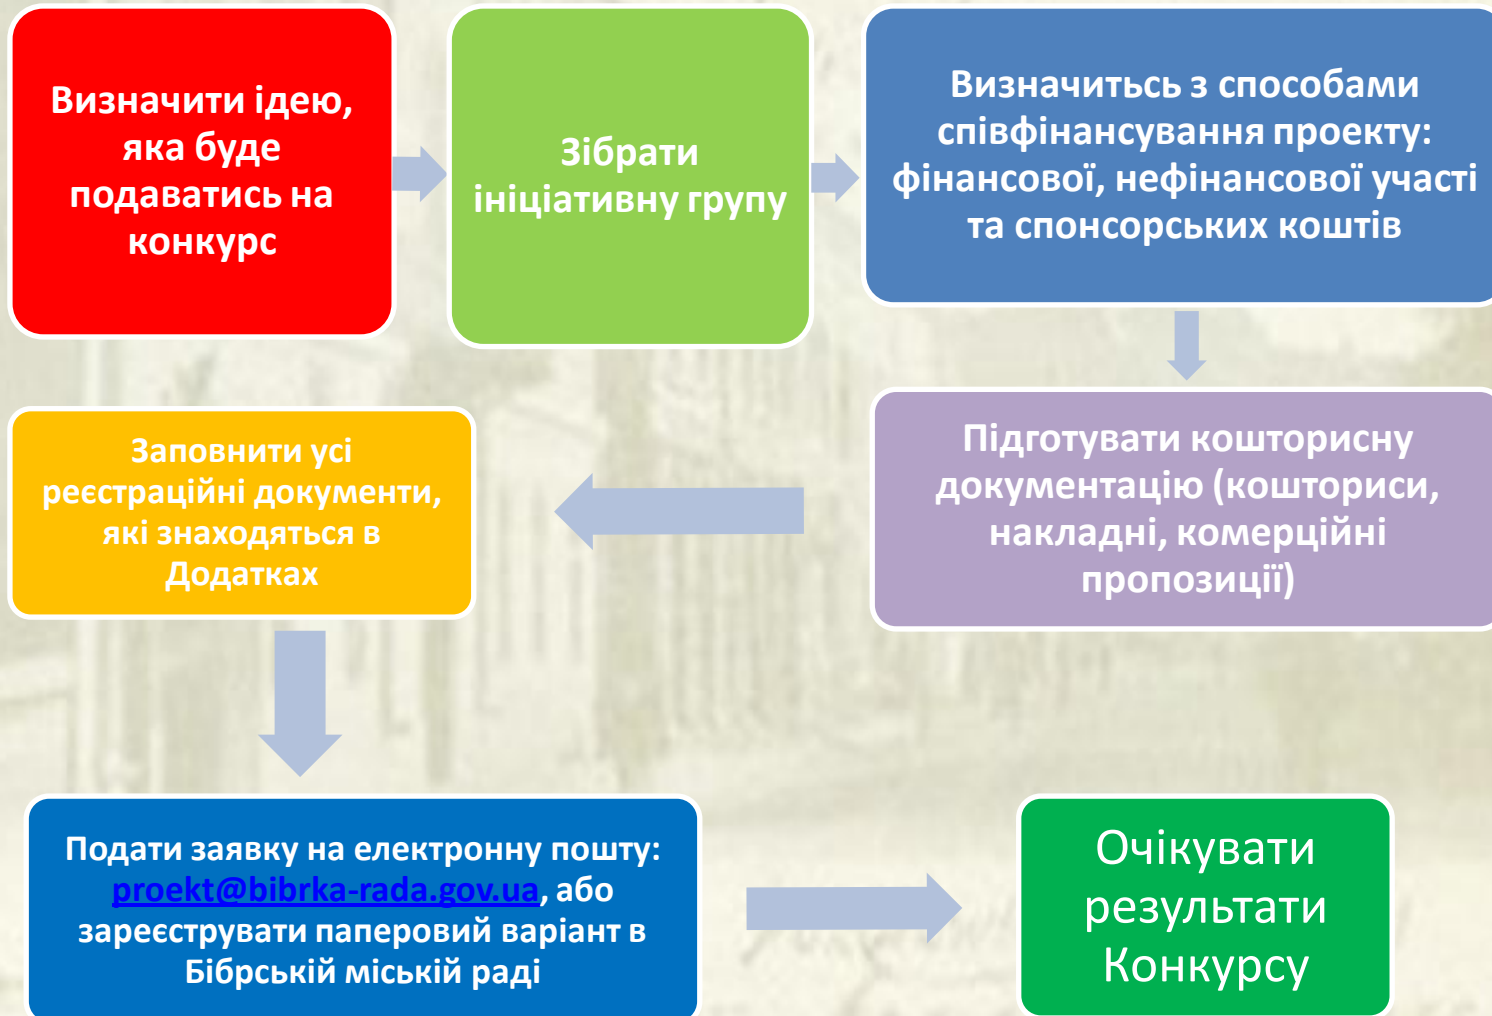 Визначити ідею,
яка буде
подаватись на
конкурс
Зібрати
ініціативну групу
Визначитьсь з способами
співфінансування проекту:
фінансової, нефінансової участі
та спонсорських коштів
Підготувати кошторисну
документацію (кошториси,
накладні, комерційні
пропозиції)
Заповнити усі
реєстраційні документи,
які знаходяться в
Додатках
Подати заявку на електронну пошту:
proekt@bibrka-rada.gov.ua, або
зареєструвати паперовий варіант в
Бібрській міській раді
Очікувати
результати
Конкурсу